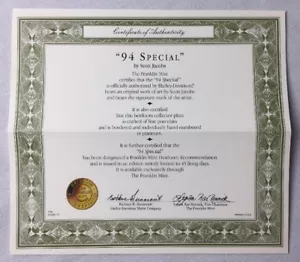 Certificate of Authenticity
"94 SPECIAL"
by Scott Jacobs
The Franklin Mint
certifies that the "94 Special"
is officially authorized by
bears an original work of art by Scott Jacobs
and bears the signature mark of the artist.
It is also certified
that this heirloom collector plate
is crafted of fine porcelain
and is bordered and individually hand-numbered
in
It is further certified that the
"94 Special"
has been designated a Franklin Mint Heirloom Recommendation
and is issued in an edition strictly limited to 45 firing days.
It is available exclusively through
The Franklin Mint.
The Franklin Mint